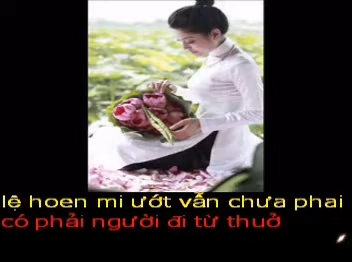 lệ hoen mi ướt vẫn chưa phai
có phải người đi từ thuở